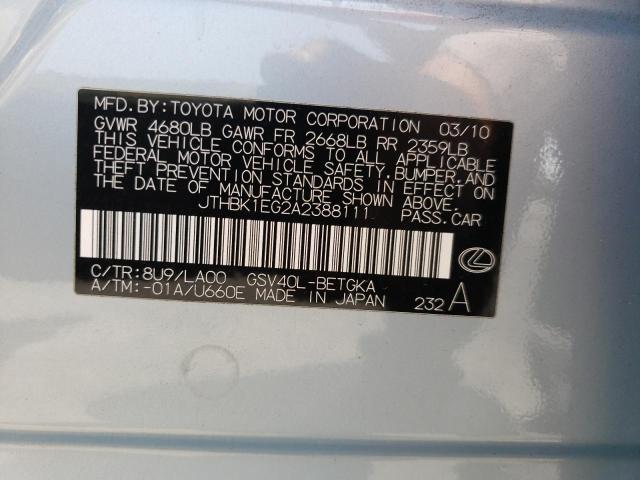 MFD.BY:TOYOTA MOTOR CORPORATION 03/10
GVWR 4680LB GAWR FR 2668LB RR 2359LB
THIS VEHICLE CONFORMS TO ALL APPLICABLE
FEDERAL MOTOR VEHICLE SAFETY,BUMPER,AND
THEFT PREVENTION STANDARDS IN EFFECT ON
THE DATE OF MANUFACTURE SHOWN ABOVE.
JTHBK1EG2A2388111 PASS.CAR
C/TR:8U9/LA00 GSV40L-BETGKA
A/TM:-01A/U660E MADE IN JAPAN 232 A